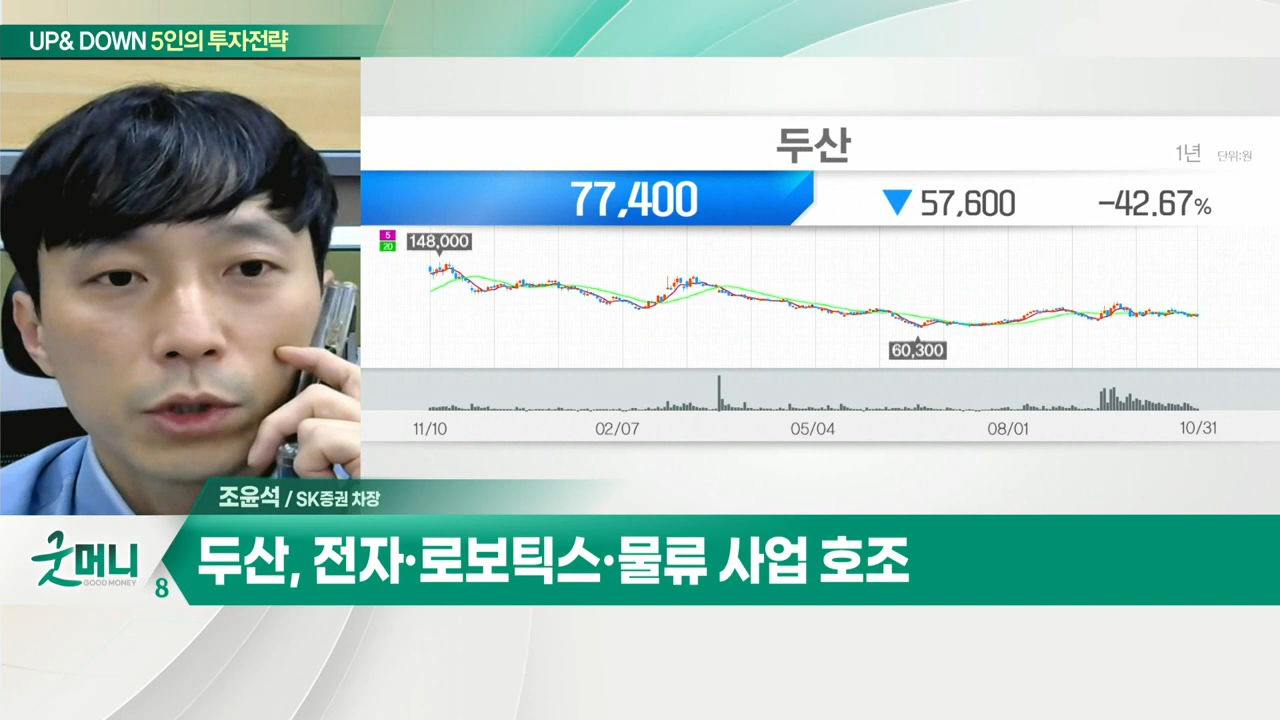 UP& DOWN 5인의 투자전략
두산
1년 단위:원
77,400 ▼ 57,600 -42.67%
5
20
148,000
60,300
11/10 02/07 05/04 08/01 10/31
조윤석 / SK증권 차장
굿머니
GOOD MONEY
8
두산, 전자·로보틱스·물류 사업 호조